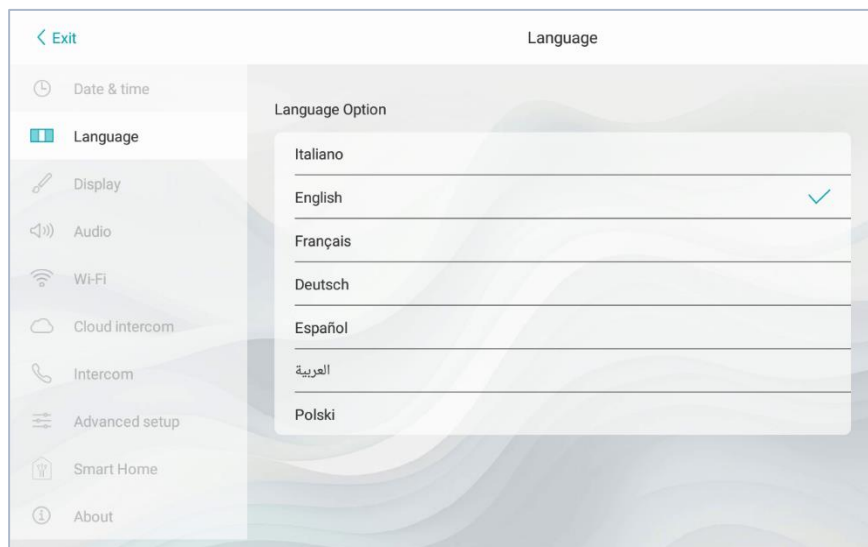 Exit
Language
Date & time
Language
Display
Audio
Wi-Fi
Cloud intercom
Intercom
Advanced setup
Smart Home
About
Language Option
Italiano
English
Français
Deutsch
Español
العربية
Polski